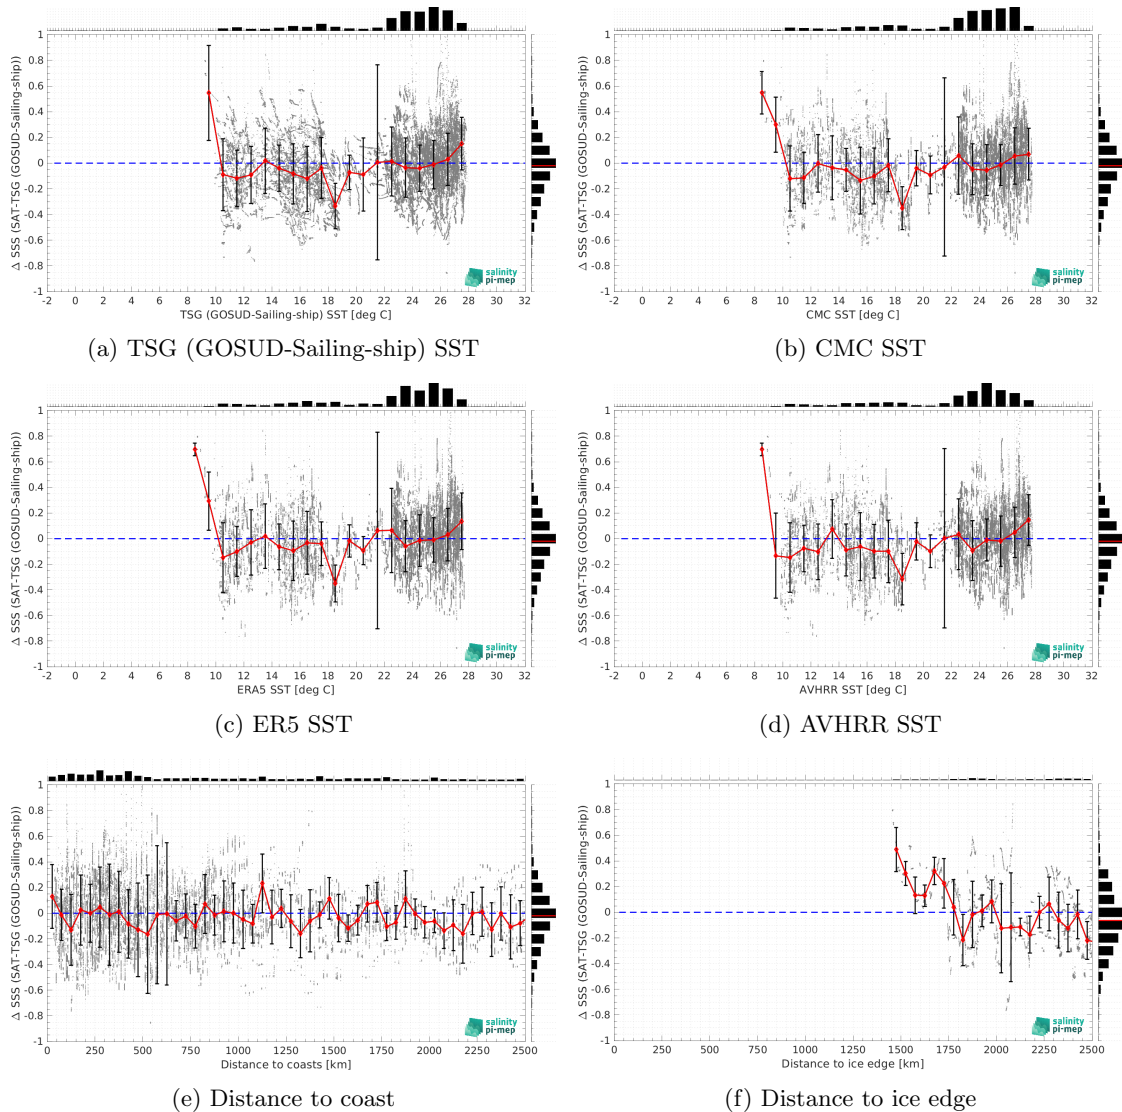 1
0.8
0.6
0.4
0.2
0
-0.2
-0.4
-0.6
-0.8
-1
Δ SSS (SAT-TSG (GOSUD-Sailing-ship))
salinity
pi-mep
-2 0 2 4 6 8 10 12 14 16 18 20 22 24 26 28 30 32
TSG (GOSUD-Sailing-ship) SST [deg C]
(a) TSG (GOSUD-Sailing-ship) SST
1
0.8
0.6
0.4
0.2
0
-0.2
-0.4
-0.6
-0.8
-1
Δ SSS (SAT-TSG (GOSUD-Sailing-ship))
salinity
pi-mep
-2 0 2 4 6 8 10 12 14 16 18 20 22 24 26 28 30 32
CMC SST [deg C]
(b) CMC SST
1
0.8
0.6
0.4
0.2
0
-0.2
-0.4
-0.6
-0.8
-1
Δ SSS (SAT-TSG (GOSUD-Sailing-ship))
salinity
pi-mep
-2 0 2 4 6 8 10 12 14 16 18 20 22 24 26 28 30 32
ERA5 SST [deg C]
(c) ER5 SST
1
0.8
0.6
0.4
0.2
0
-0.2
-0.4
-0.6
-0.8
-1
Δ SSS (SAT-TSG (GOSUD-Sailing-ship))
salinity
pi-mep
-2 0 2 4 6 8 10 12 14 16 18 20 22 24 26 28 30 32
AVHRR SST [deg C]
(d) AVHRR SST
1
0.8
0.6
0.4
0.2
0
-0.2
-0.4
-0.6
-0.8
-1
Δ SSS (SAT-TSG (GOSUD-Sailing-ship))
salinity
pi-mep
0 250 500 750 1000 1250 1500 1750 2000 2250 2500
Distance to coasts [km]
(e) Distance to coast
1
0.8
0.6
0.4
0.2
0
-0.2
-0.4
-0.6
-0.8
-1
Δ SSS (SAT-TSG (GOSUD-Sailing-ship))
salinity
pi-mep
0 250 500 750 1000 1250 1500 1750 2000 2250 2500
Distance to ice edge [km]
(f) Distance to ice edge